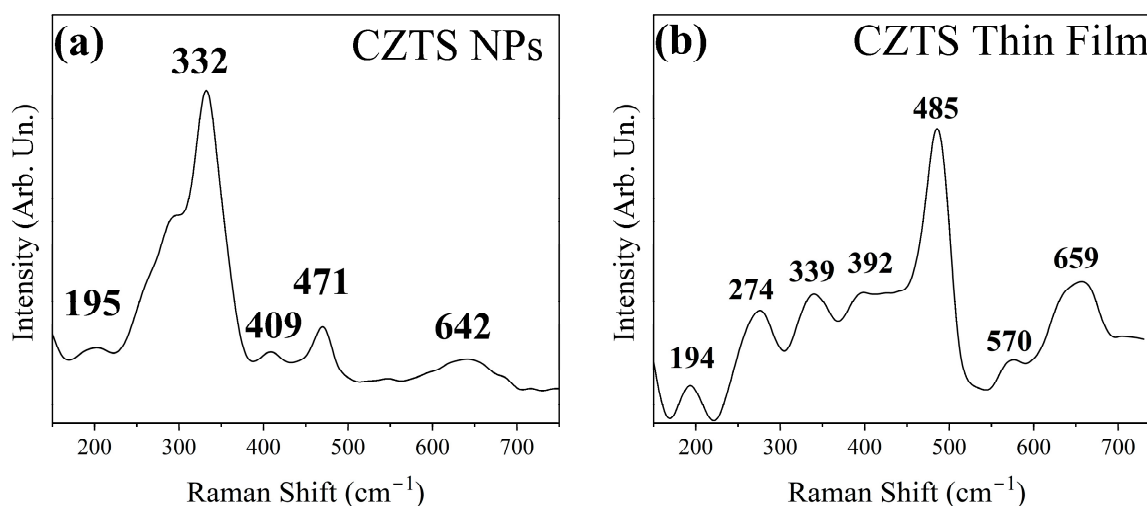 (a)
CZTS NPs
332
195
409
471
642
Intensity (Arb. Un.)
200 300 400 500 600 700
Raman Shift (cm⁻¹)
(b)
CZTS Thin Film
485
194
274
339
392
570
659
Intensity (Arb. Un.)
200 300 400 500 600 700
Raman Shift (cm⁻¹)